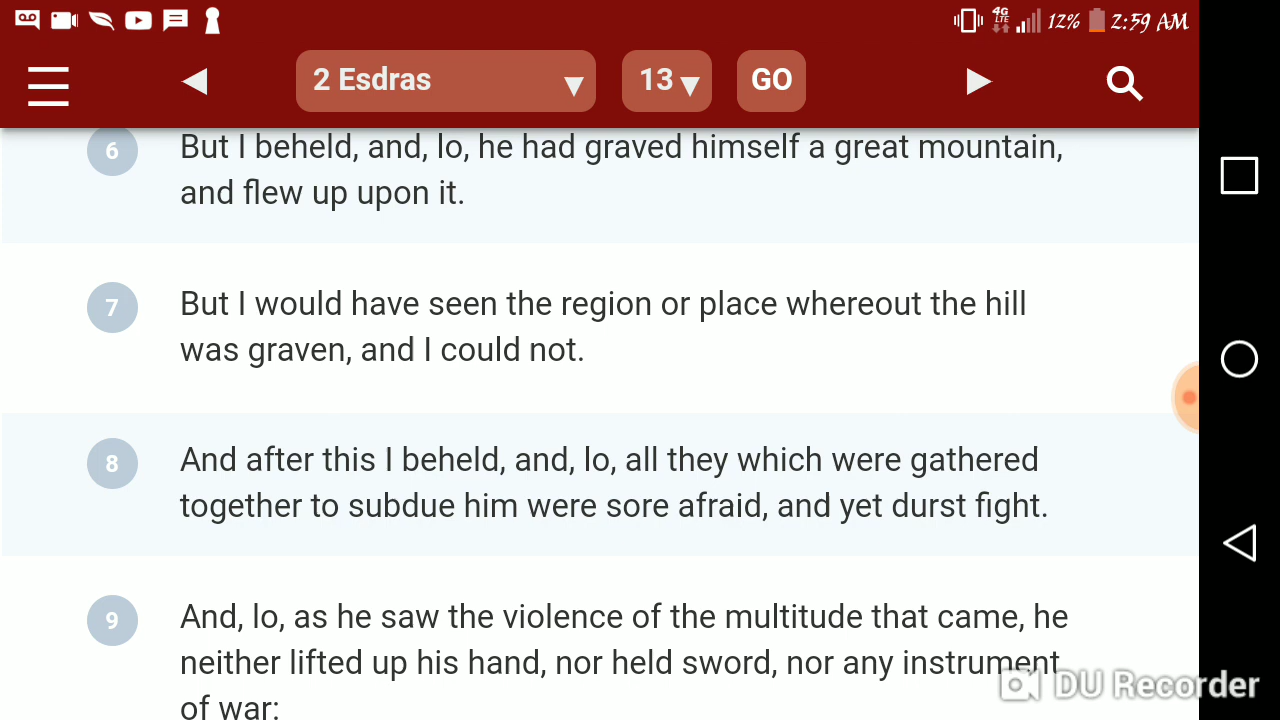 4G
LTE
12%
2:59 AM
2 Esdras
13
GO
6
But I beheld, and, lo, he had graved himself a great mountain,
and flew up upon it.
7
But I would have seen the region or place whereout the hill
was graven, and I could not.
8
And after this I beheld, and, lo, all they which were gathered
together to subdue him were sore afraid, and yet durst fight.
9
And, lo, as he saw the violence of the multitude that came, he
neither lifted up his hand, nor held sword, nor any instrument
of war:
DU Recorder